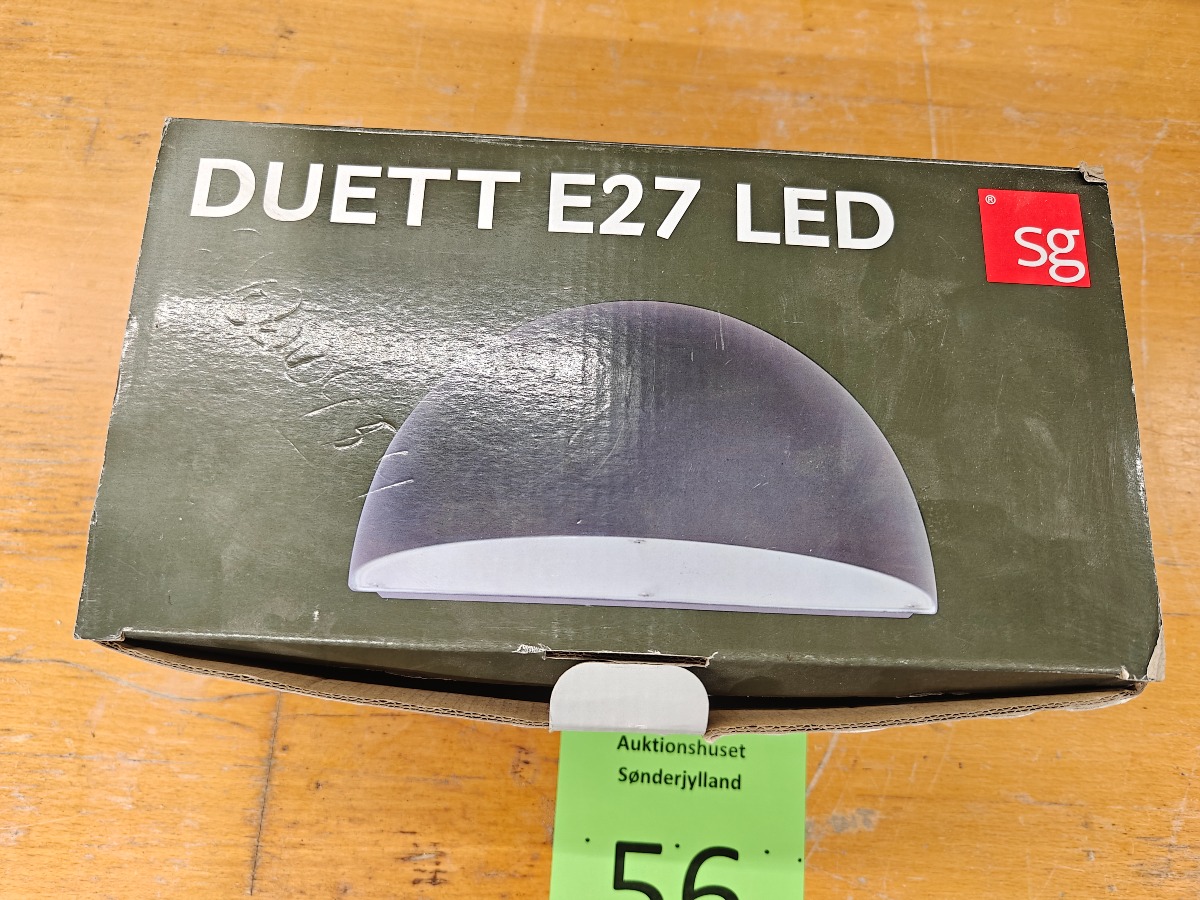 DUETT E27 LED
® sg
Auktionshuset
Sønderjylland
56